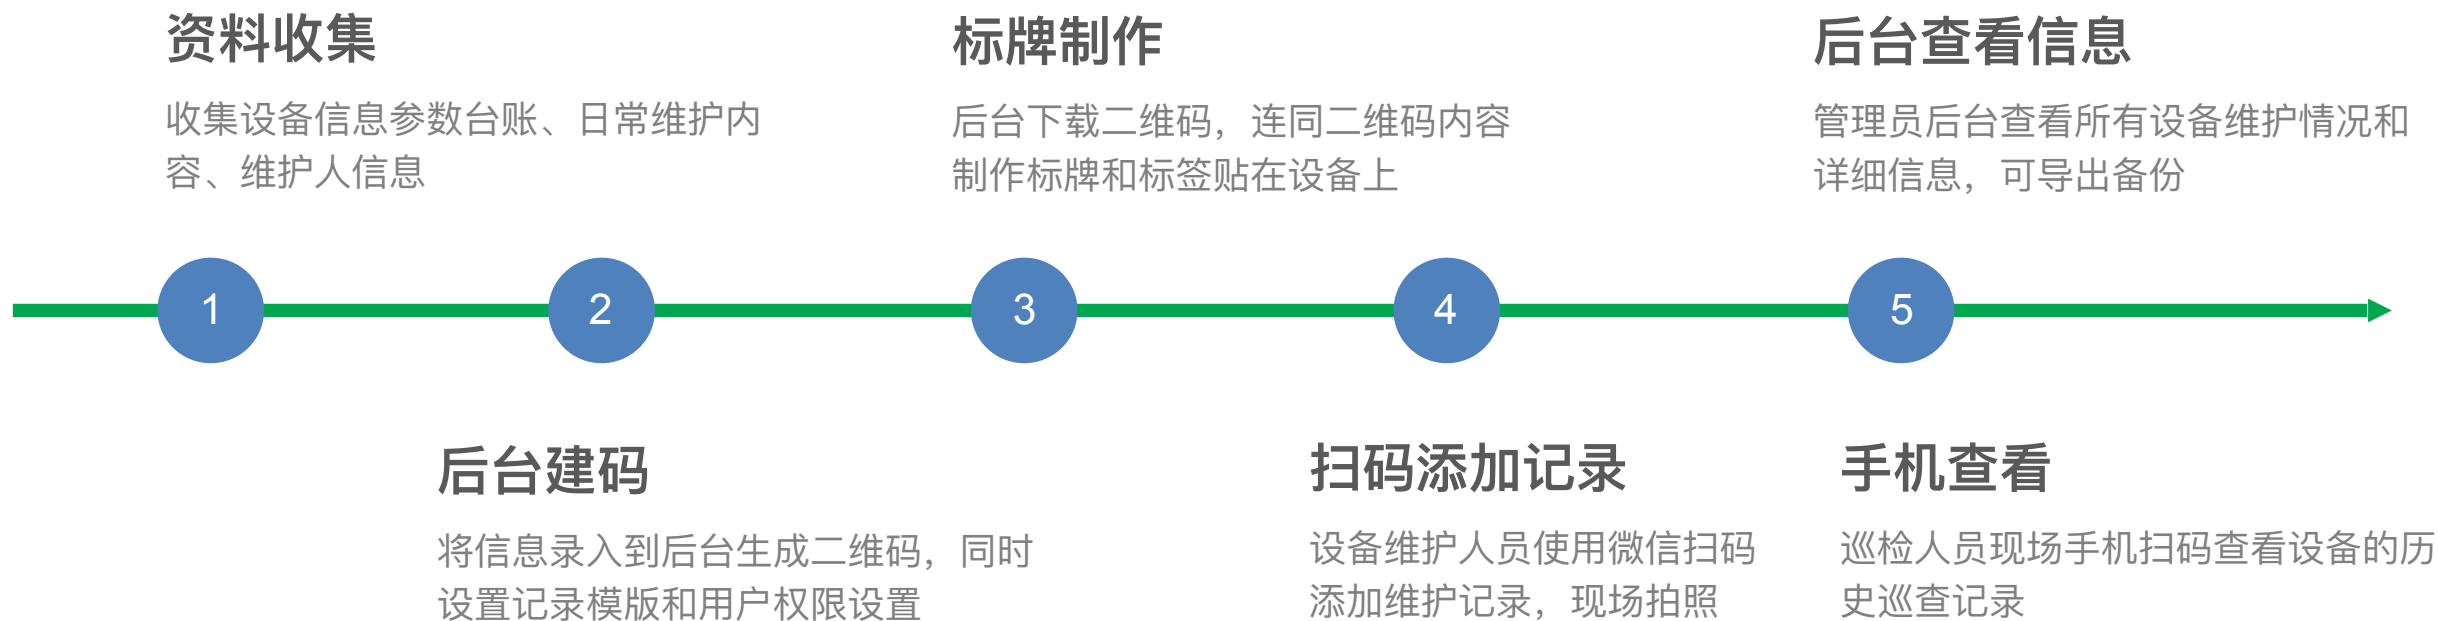 资料收集
收集设备信息参数台账、日常维护内
容、维护人信息
标牌制作
后台下载二维码，连同二维码内容
制作标牌和标签贴在设备上
后台查看信息
管理员后台查看所有设备维护情况和
详细信息，可导出备份
1
2
3
4
5
后台建码
将信息录入到后台生成二维码，同时
设置记录模版和用户权限设置
扫码添加记录
设备维护人员使用微信扫码
添加维护记录，现场拍照
手机查看
巡检人员现场手机扫码查看设备的历
史巡查记录